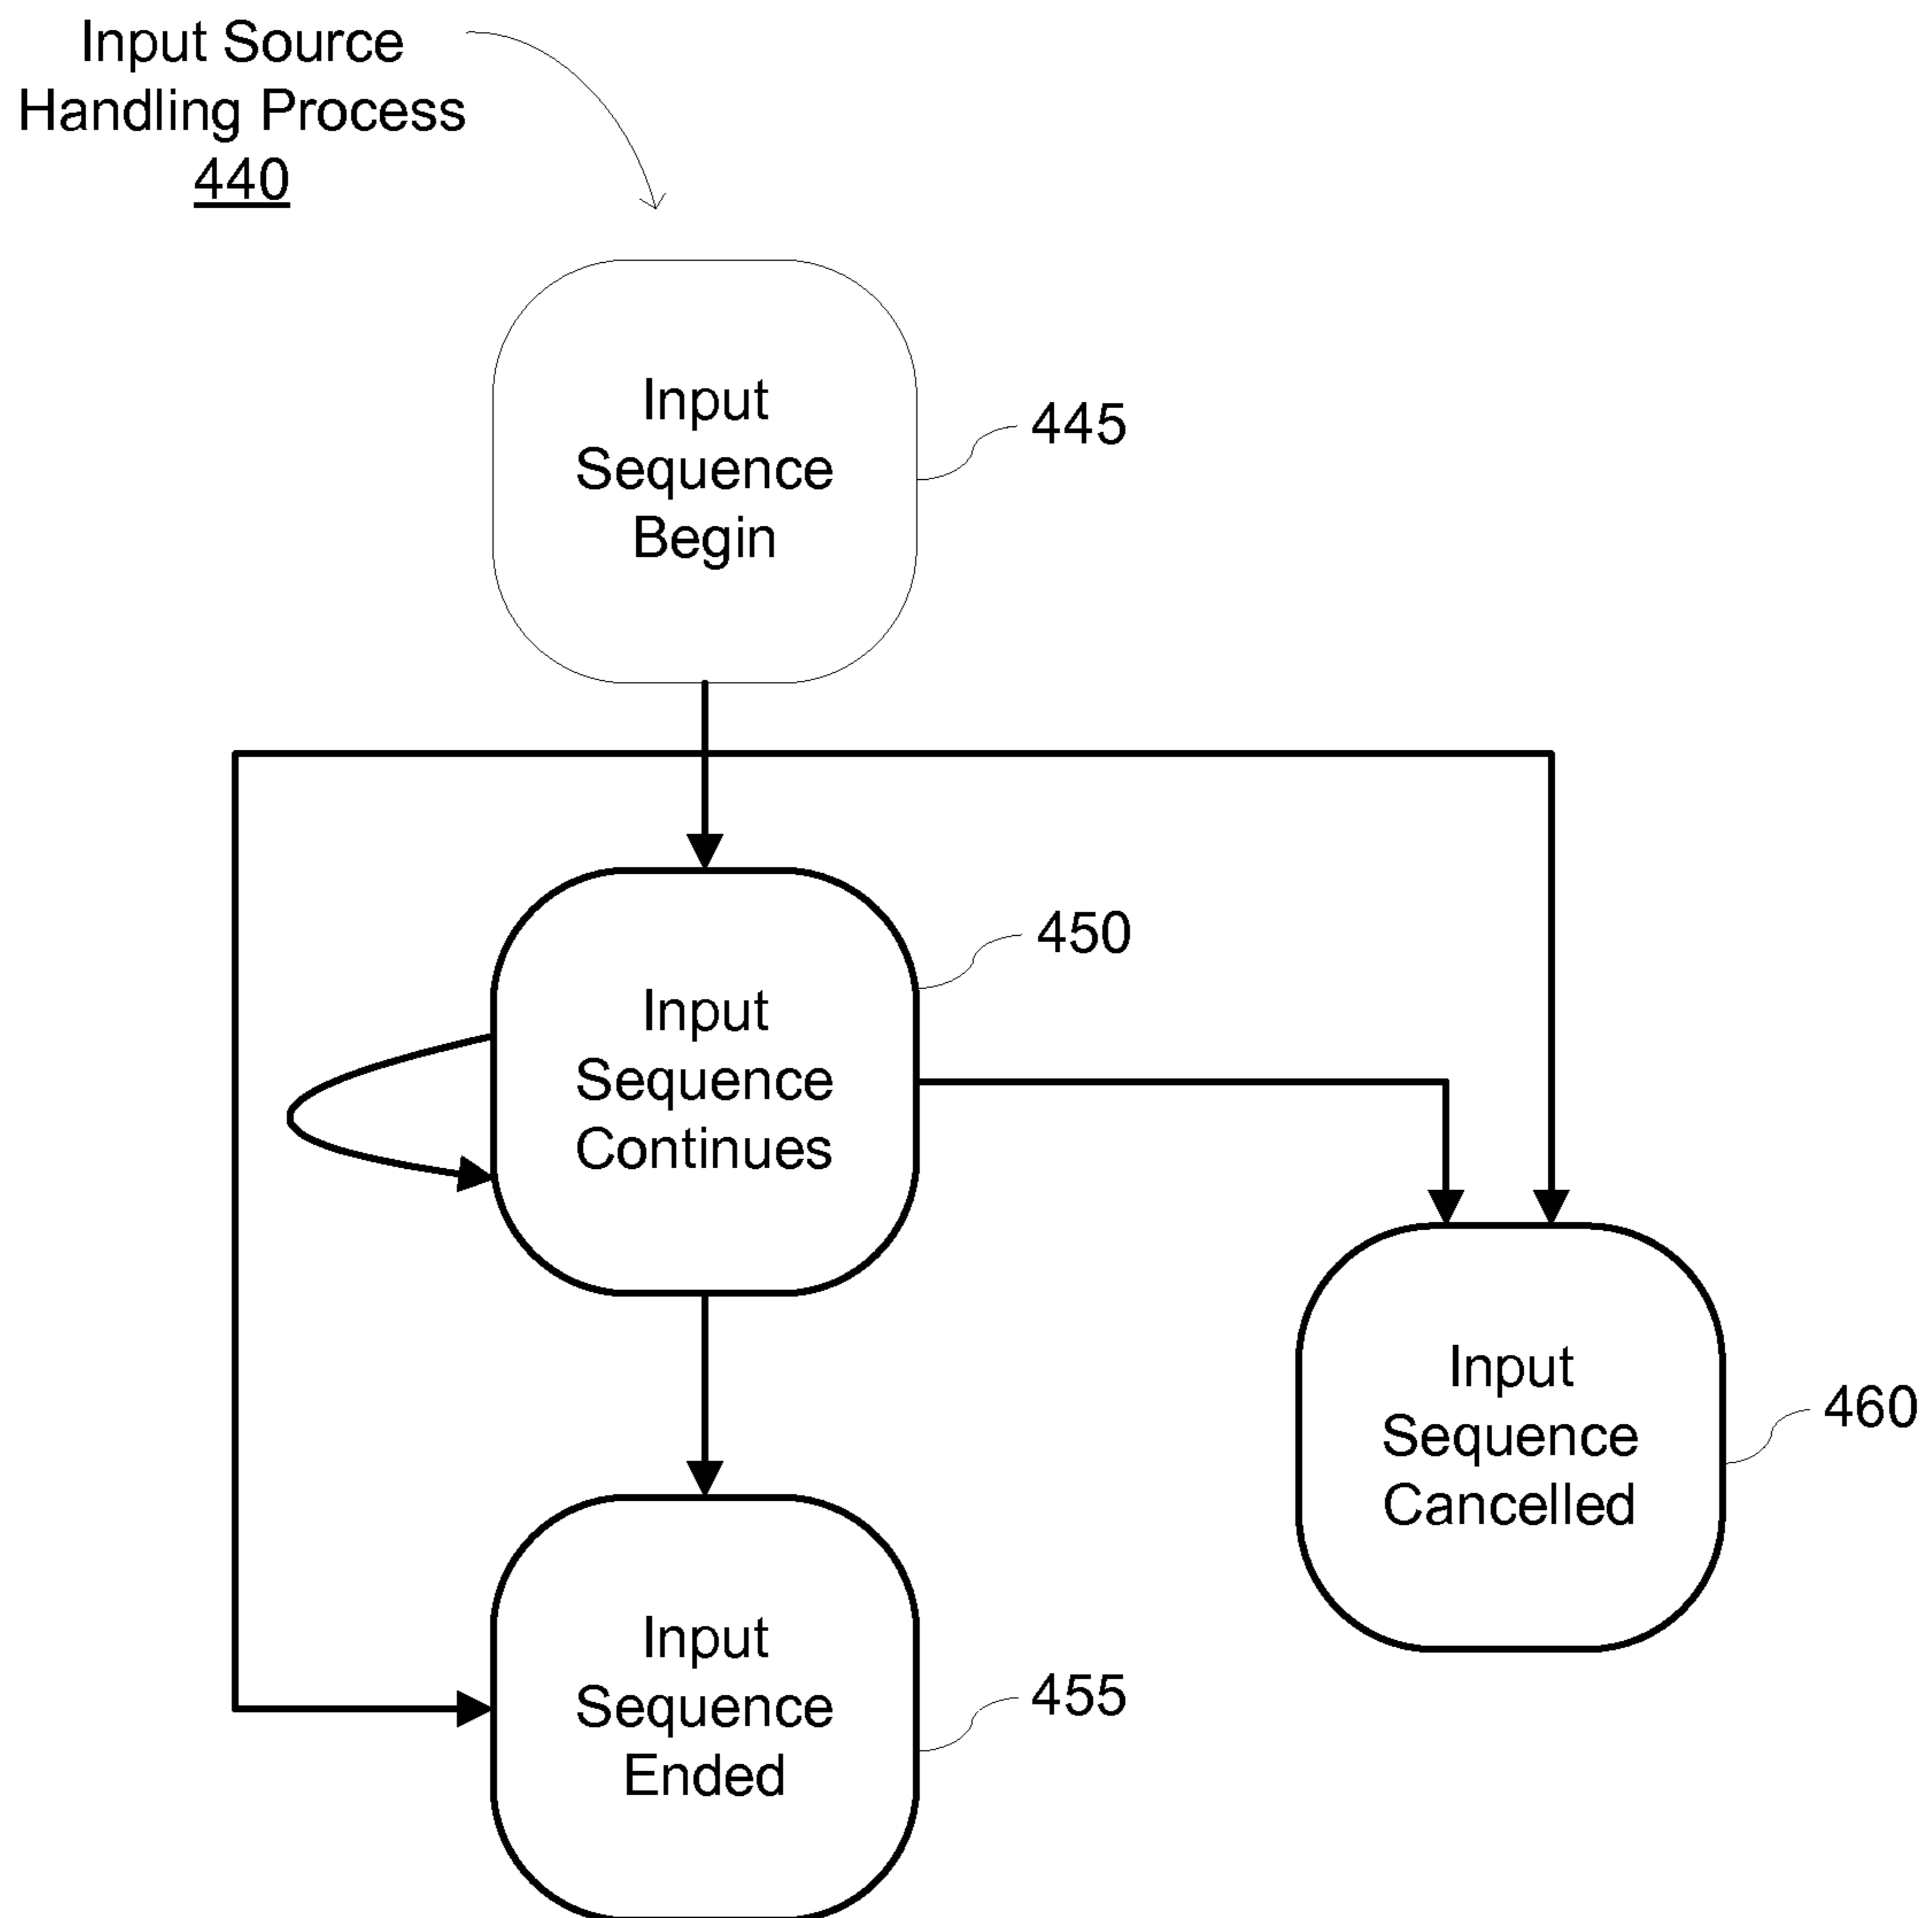 Input Source
Handling Process
440
Input
Sequence
Begin
445
Input
Sequence
Continues
450
Input
Sequence
Cancelled
460
Input
Sequence
Ended
455